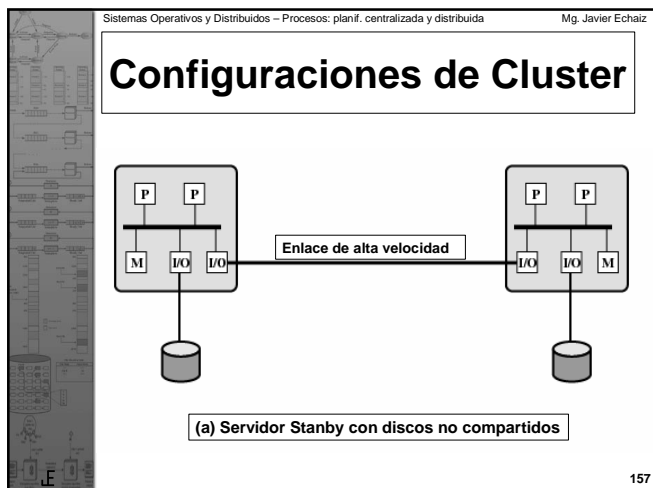 Sistemas Operativos y Distribuidos – Procesos: planif. centralizada y distribuida Mg. Javier Echaiz
Configuraciones de Cluster
P P P P
Enlace de alta velocidad
M I/O I/O I/O I/O M
(a) Servidor Stanby con discos no compartidos
JE
157